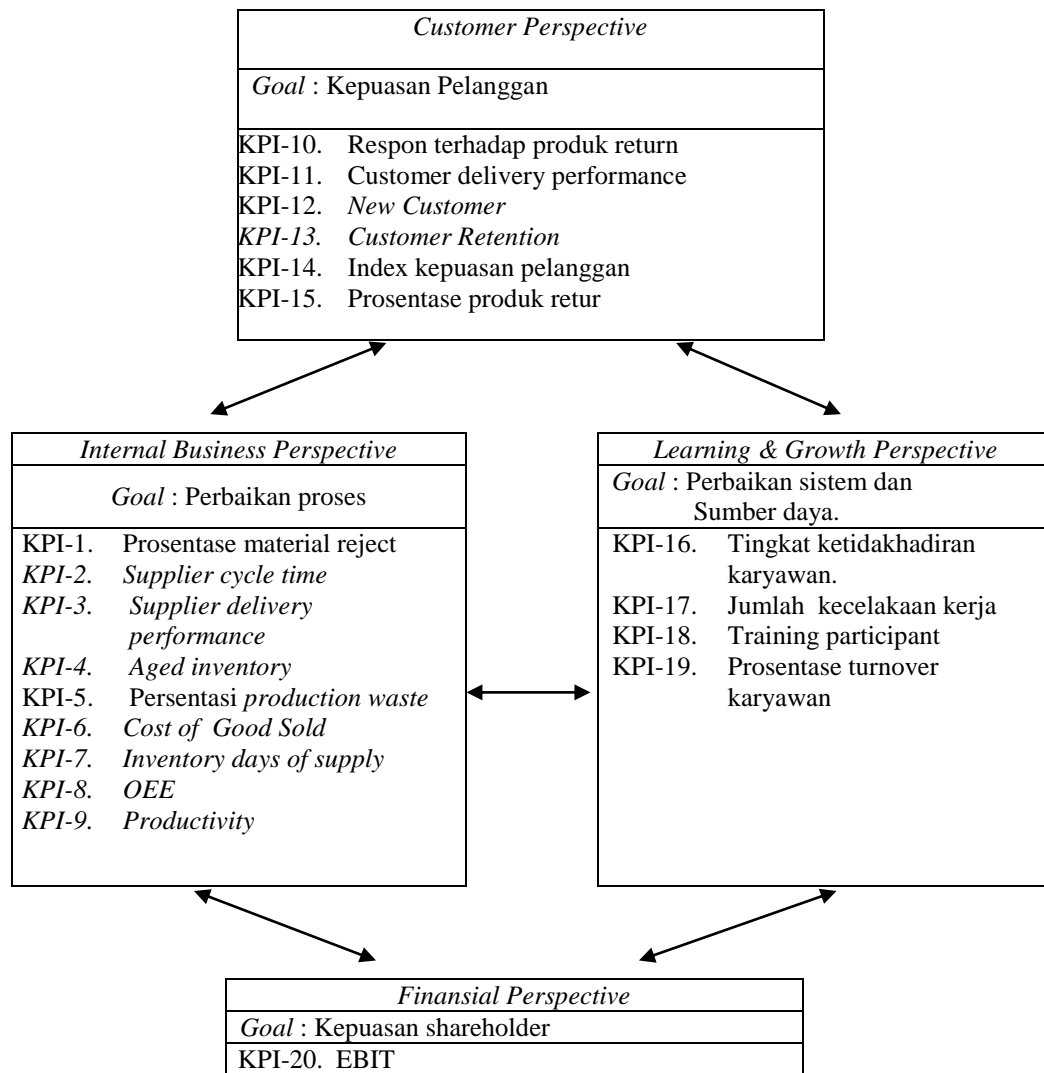 Customer Perspective
Goal : Kepuasan Pelanggan
KPI-10. Respon terhadap produk return
KPI-11. Customer delivery performance
KPI-12. New Customer
KPI-13. Customer Retention
KPI-14. Index kepuasan pelanggan
KPI-15. Prosentase produk retur
Internal Business Perspective
Goal : Perbaikan proses
KPI-1. Prosentase material reject
KPI-2. Supplier cycle time
KPI-3. Supplier delivery
performance
KPI-4. Aged inventory
KPI-5. Persentasi production waste
KPI-6. Cost of Good Sold
KPI-7. Inventory days of supply
KPI-8. OEE
KPI-9. Productivity
Learning & Growth Perspective
Goal : Perbaikan sistem dan
Sumber daya.
KPI-16. Tingkat ketidakhadiran
karyawan.
KPI-17. Jumlah kecelakaan kerja
KPI-18. Training participant
KPI-19. Prosentase turnover
karyawan
Finansial Perspective
Goal : Kepuasan shareholder
KPI-20. EBIT